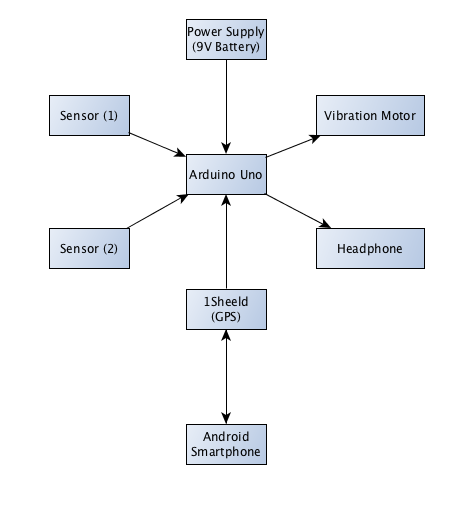 Power Supply
(9V Battery)
Sensor (1)
Vibration Motor
Arduino Uno
Sensor (2)
Headphone
1Sheeld
(GPS)
Android
Smartphone